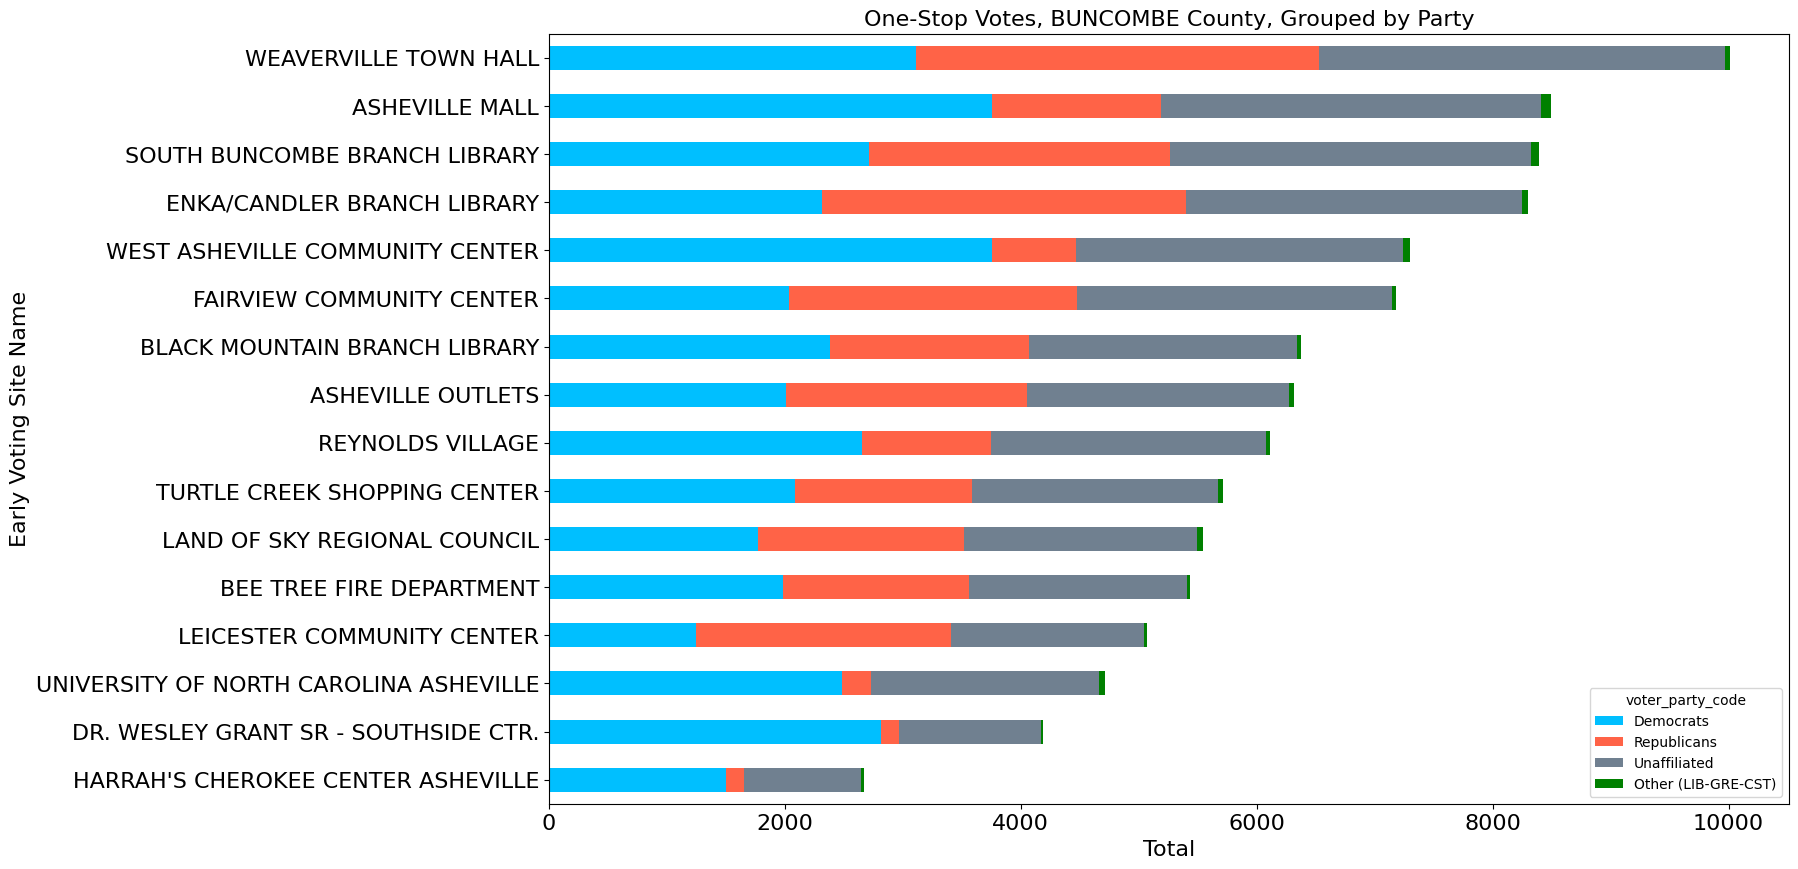 One-Stop Votes, BUNCOMBE County, Grouped by Party
Early Voting Site Name
WEAVERVILLE TOWN HALL
ASHEVILLE MALL
SOUTH BUNCOMBE BRANCH LIBRARY
ENKA/CANDLER BRANCH LIBRARY
WEST ASHEVILLE COMMUNITY CENTER
FAIRVIEW COMMUNITY CENTER
BLACK MOUNTAIN BRANCH LIBRARY
ASHEVILLE OUTLETS
REYNOLDS VILLAGE
TURTLE CREEK SHOPPING CENTER
LAND OF SKY REGIONAL COUNCIL
BEE TREE FIRE DEPARTMENT
LEICESTER COMMUNITY CENTER
UNIVERSITY OF NORTH CAROLINA ASHEVILLE
DR. WESLEY GRANT SR - SOUTHSIDE CTR.
HARRAH'S CHEROKEE CENTER ASHEVILLE
voter_party_code
Democrats
Republicans
Unaffiliated
Other (LIB-GRE-CST)
0 2000 4000 6000 8000 10000
Total